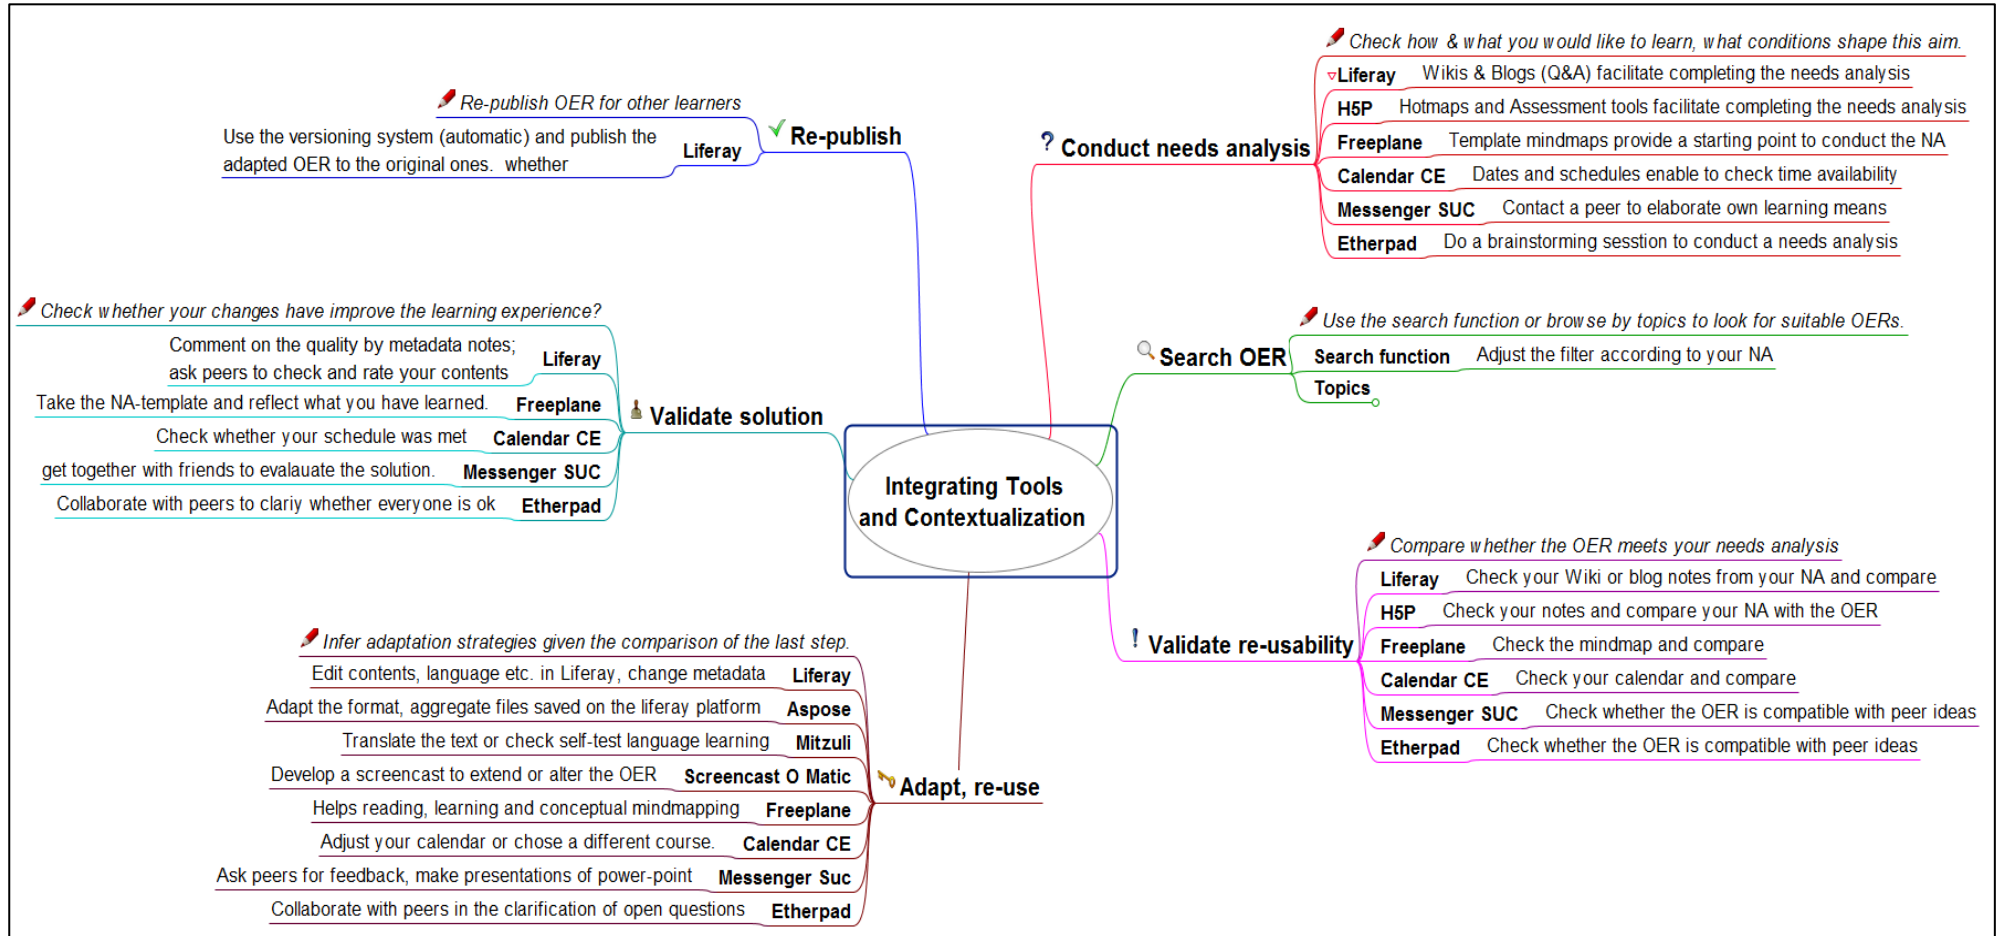 Integrating Tools
and Contextualization
? Conduct needs analysis
Check how & what you would like to learn, what conditions shape this aim.
Liferay Wikis & Blogs (Q&A) facilitate completing the needs analysis
H5P Hotmaps and Assessment tools facilitate completing the needs analysis
Freeplane Template mindmaps provide a starting point to conduct the NA
Calendar CE Dates and schedules enable to check time availability
Messenger SUC Contact a peer to elaborate own learning means
Etherpad Do a brainstorming sesstion to conduct a needs analysis
Search OER
Use the search function or browse by topics to look for suitable OERs.
Search function Adjust the filter according to your NA
Topics
! Validate re-usability
Compare whether the OER meets your needs analysis
Liferay Check your Wiki or blog notes from your NA and compare
H5P Check your notes and compare your NA with the OER
Freeplane Check the mindmap and compare
Calendar CE Check your calendar and compare
Messenger SUC Check whether the OER is compatible with peer ideas
Etherpad Check whether the OER is compatible with peer ideas
Adapt, re-use
Infer adaptation strategies given the comparison of the last step.
Edit contents, language etc. in Liferay, change metadata Liferay
Adapt the format, aggregate files saved on the liferay platform Aspose
Translate the text or check self-test language learning Mitzuli
Develop a screencast to extend or alter the OER Screencast O Matic
Helps reading, learning and conceptual mindmapping Freeplane
Adjust your calendar or chose a different course. Calendar CE
Ask peers for feedback, make presentations of power-point Messenger Suc
Collaborate with peers in the clarification of open questions Etherpad
Validate solution
Check whether your changes have improve the learning experience?
Comment on the quality by metadata notes;
ask peers to check and rate your contents Liferay
Take the NA-template and reflect what you have learned. Freeplane
Check whether your schedule was met Calendar CE
get together with friends to evalauate the solution. Messenger SUC
Collaborate with peers to clariy whether everyone is ok Etherpad
Re-publish
Re-publish OER for other learners
Use the versioning system (automatic) and publish the
adapted OER to the original ones. whether Liferay